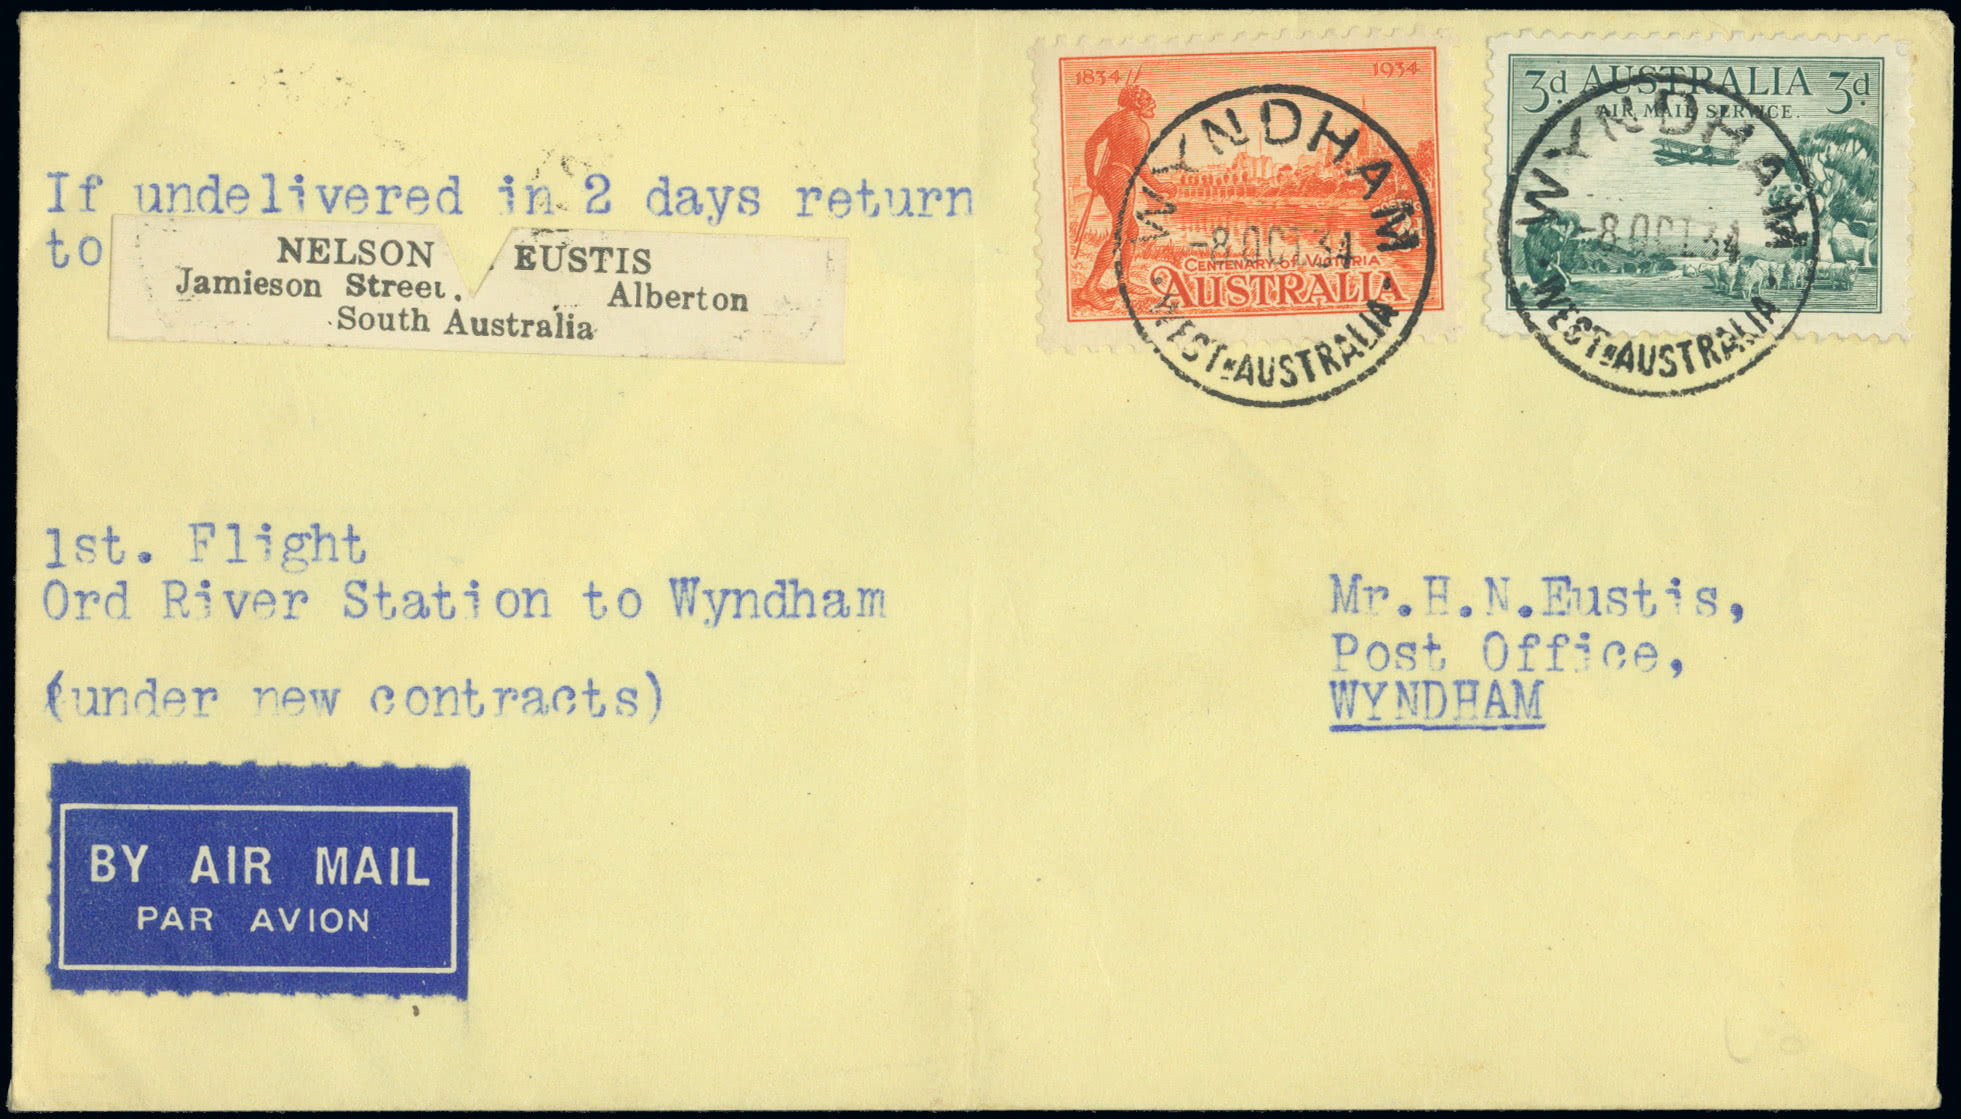 If undelivered in 2 days return
to
NELSON EUSTIS
Jamieson Street, Alberton
South Australia
1834 1934
CENTENARY OF VICTORIA
AUSTRALIA
3d AUSTRALIA 3d
AIR MAIL SERVICE.
WYNDHAM
-8 OCT 34
WEST AUSTRALIA
WYNDHAM
-8 OCT 34
WEST AUSTRALIA
1st. Flight
Ord River Station to Wyndham
(under new contracts)
Mr.H.N.Eustis,
Post Office,
WYNDHAM
BY AIR MAIL
PAR AVION